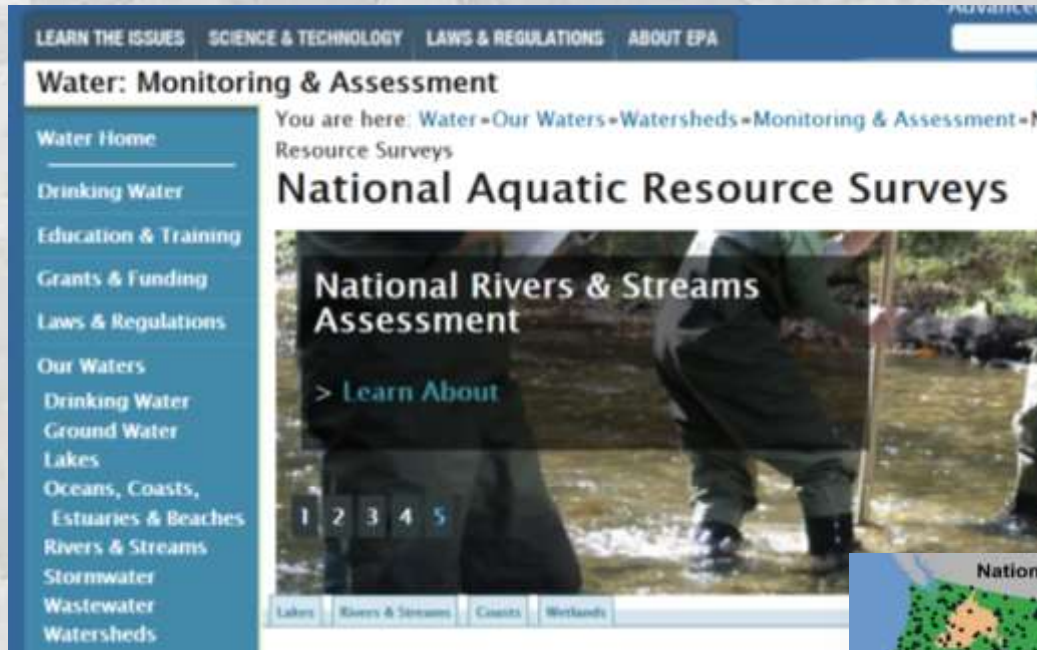 LEARN THE ISSUES SCIENCE & TECHNOLOGY LAWS & REGULATIONS ABOUT EPA
Water: Monitoring & Assessment
Water Home
Drinking Water
Education & Training
Grants & Funding
Laws & Regulations
Our Waters
Drinking Water
Ground Water
Lakes
Oceans, Coasts,
Estuaries & Beaches
Rivers & Streams
Stormwater
Wastewater
Watersheds
You are here: Water»Our Waters»Watersheds»Monitoring & Assessment»
Resource Surveys
National Aquatic Resource Surveys
National Rivers & Streams
Assessment
> Learn About
1 2 3 4 5
Lakes Rivers & Streams Coasts Wetlands